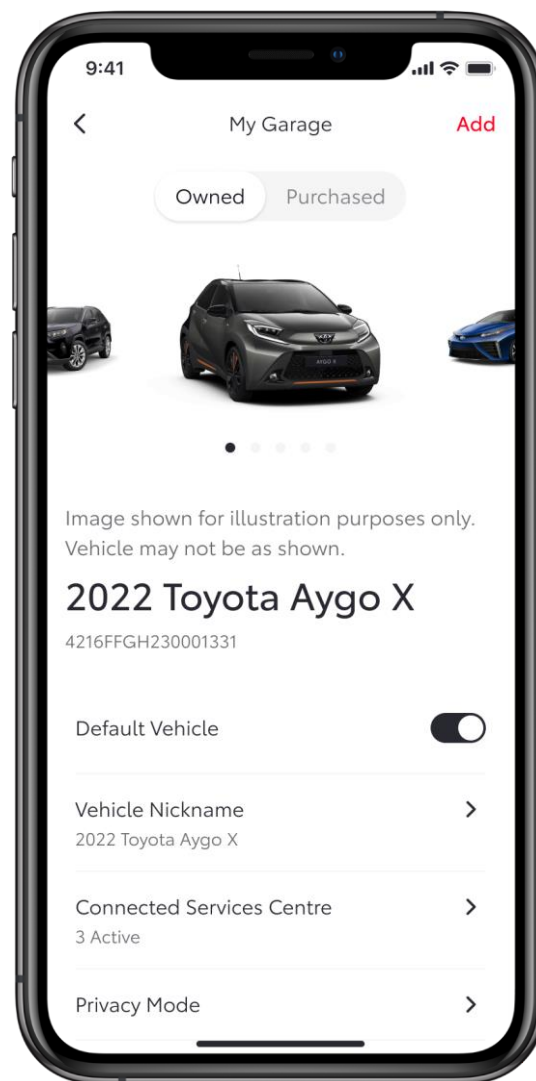 9:41
My Garage
Add
Owned
Purchased
AYGO X
Image shown for illustration purposes only.
Vehicle may not be as shown.
2022 Toyota Aygo X
4216FFGH230001331
Default Vehicle
Vehicle Nickname
2022 Toyota Aygo X
Connected Services Centre
3 Active
Privacy Mode